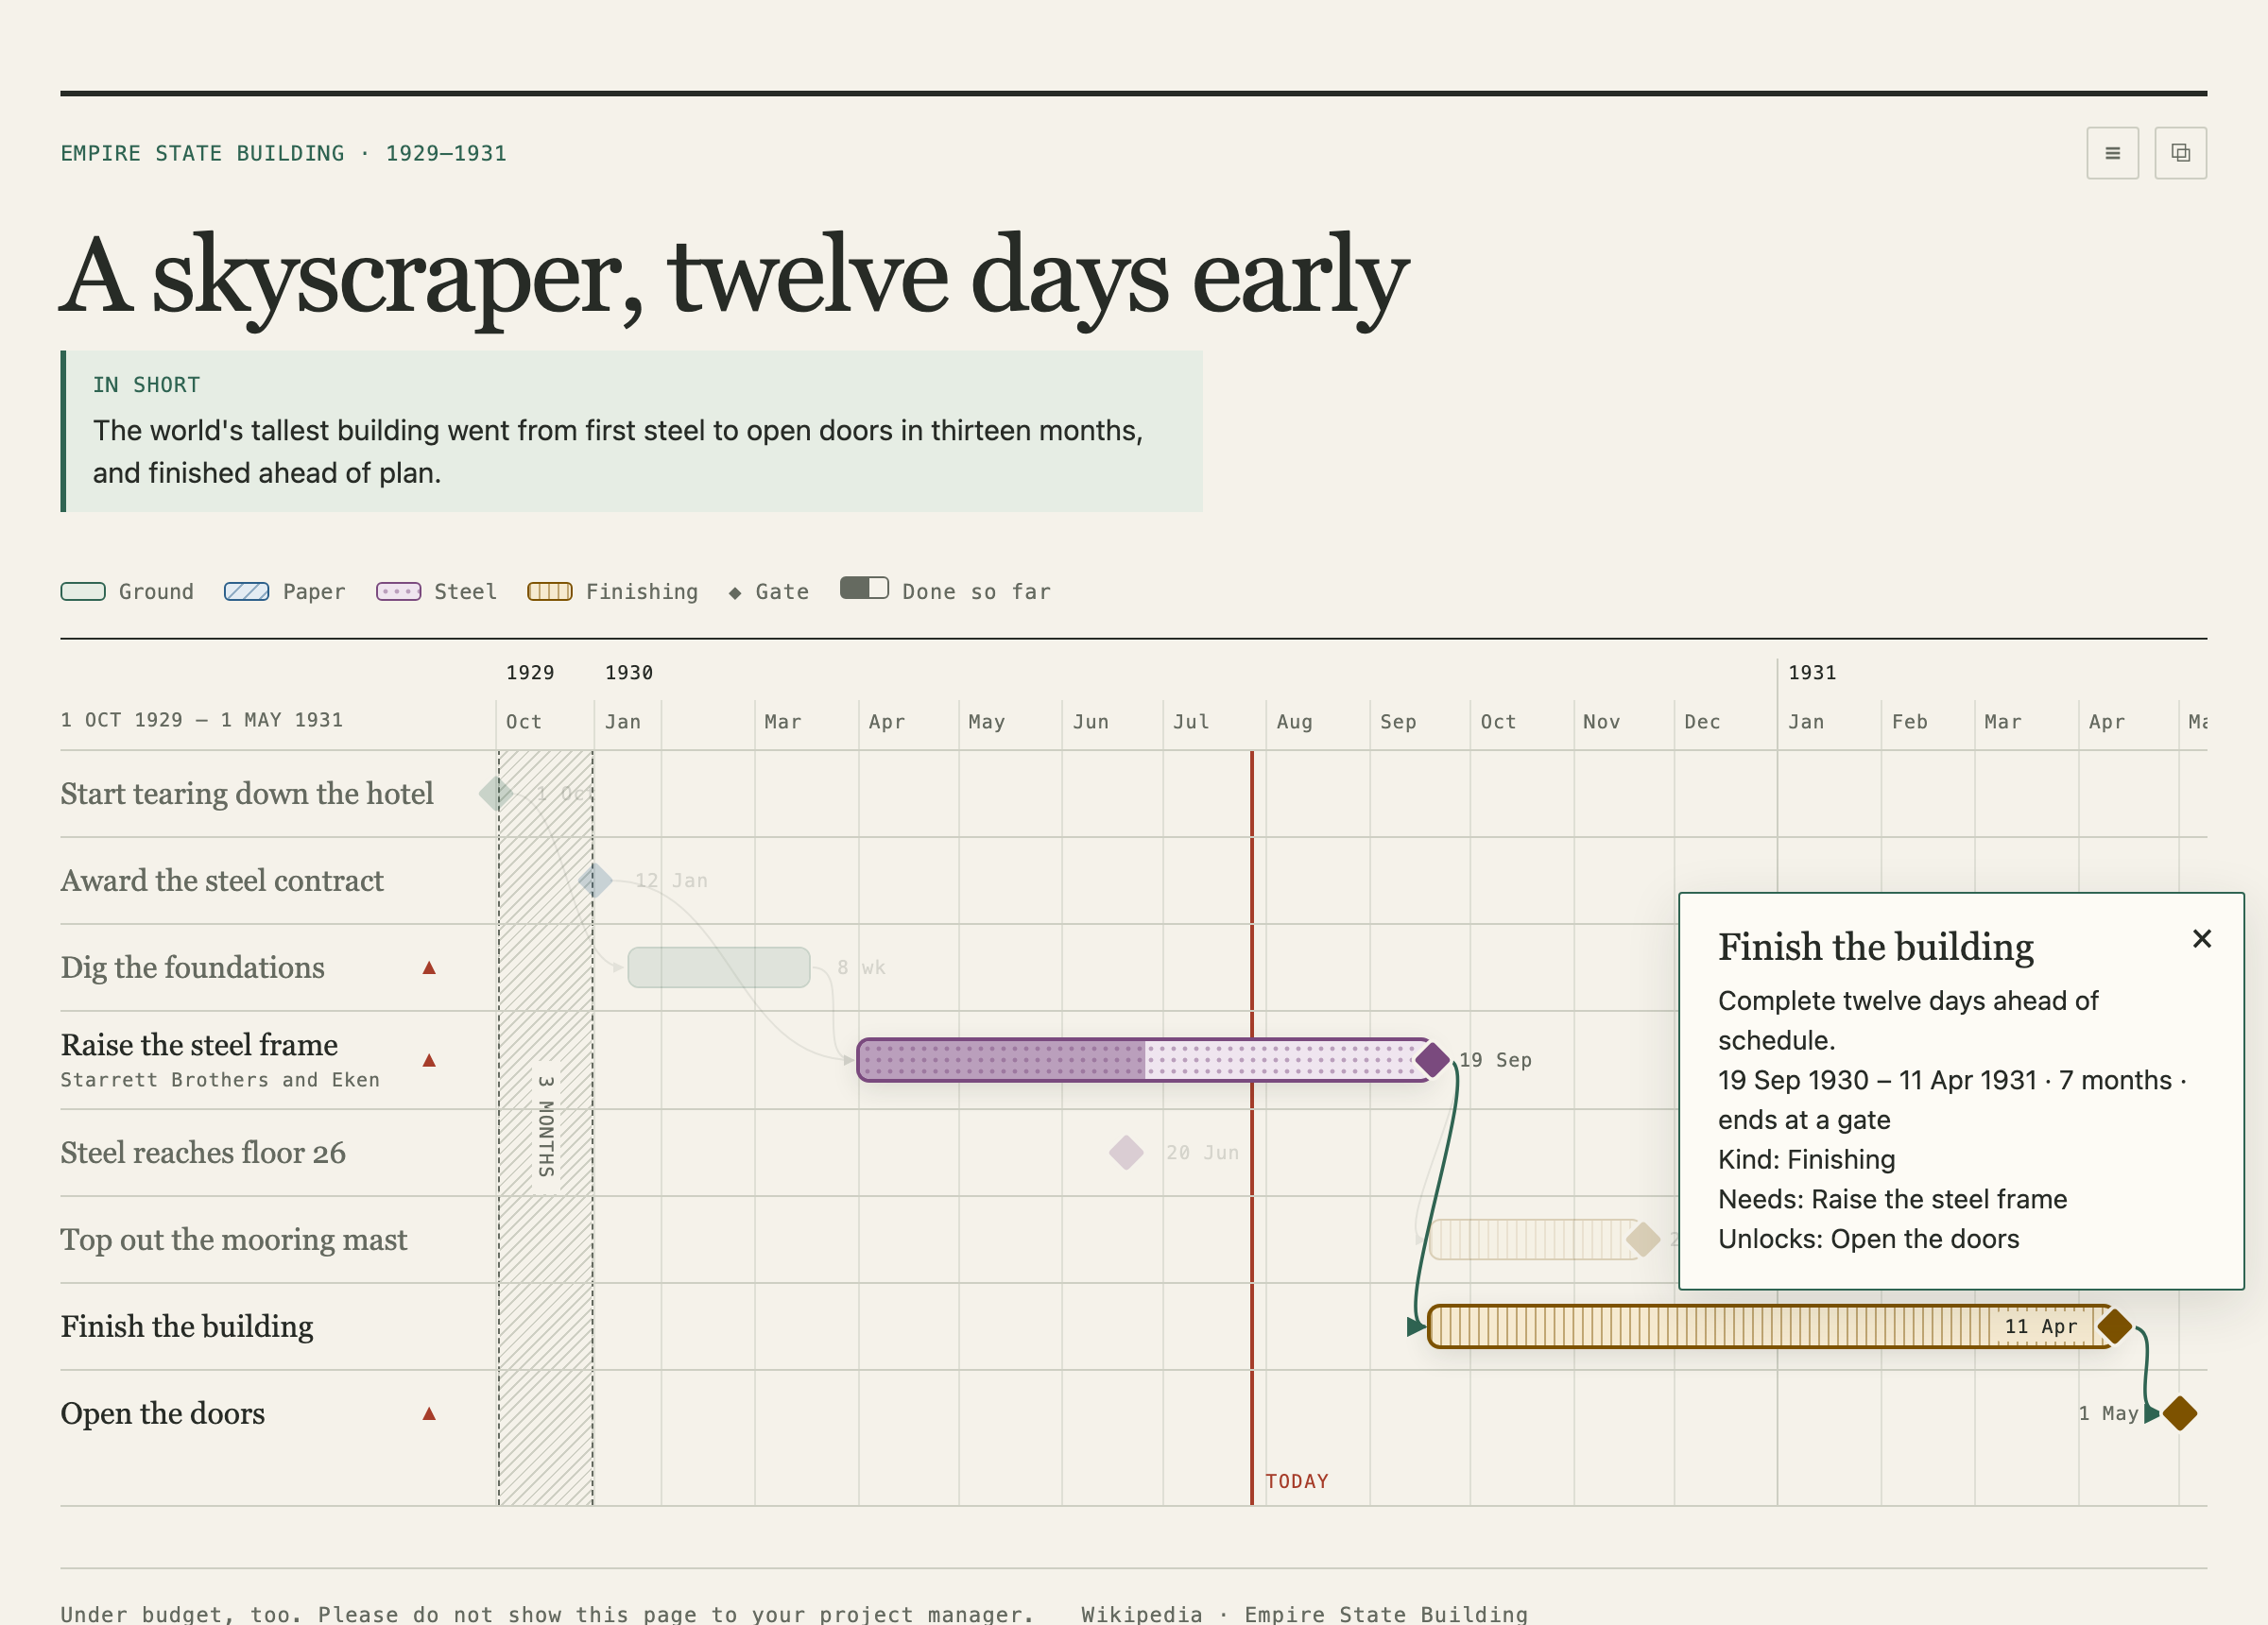 EMPIRE STATE BUILDING · 1929–1931
A skyscraper, twelve days early
IN SHORT
The world's tallest building went from first steel to open doors in thirteen months,
and finished ahead of plan.
Ground
Paper
Steel
Finishing
Gate
Done so far
1929
1930
1931
1 OCT 1929 – 1 MAY 1931
Oct
Jan
Mar
Apr
May
Jun
Jul
Aug
Sep
Oct
Nov
Dec
Jan
Feb
Mar
Apr
Start tearing down the hotel
1 Oct
Award the steel contract
12 Jan
Dig the foundations
8 wk
Raise the steel frame
Starrett Brothers and Eken
19 Sep
3 MONTHS
Steel reaches floor 26
20 Jun
Top out the mooring mast
Finish the building
11 Apr
Open the doors
1 May
TODAY
Finish the building
×
Complete twelve days ahead of
schedule.
19 Sep 1930 – 11 Apr 1931 · 7 months ·
ends at a gate
Kind: Finishing
Needs: Raise the steel frame
Unlocks: Open the doors
Under budget, too. Please do not show this page to your project manager.
Wikipedia · Empire State Building